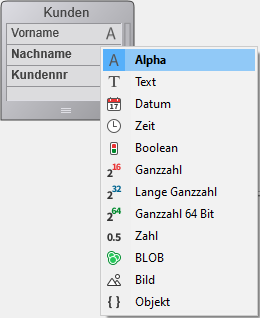 Kunden
Vorname A
Nachname
Kundennr
A Alpha
T Text
17 Datum
Zeit
Boolean
2^16 Ganzzahl
2^32 Lange Ganzzahl
2^64 Ganzzahl 64 Bit
0.5 Zahl
BLOB
Bild
{ } Objekt